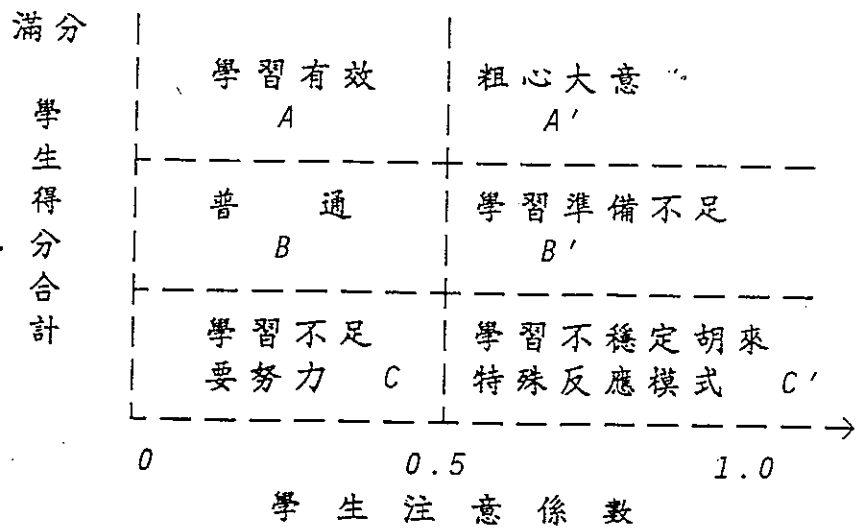 滿分
學習有效
A
粗心大意
A'
學生得分合計
普 通
B
學習準備不足
B'
學習不足
要努力 C
學習不穩定胡來
特殊反應模式 C'
0 0.5 1.0
學生注意係數